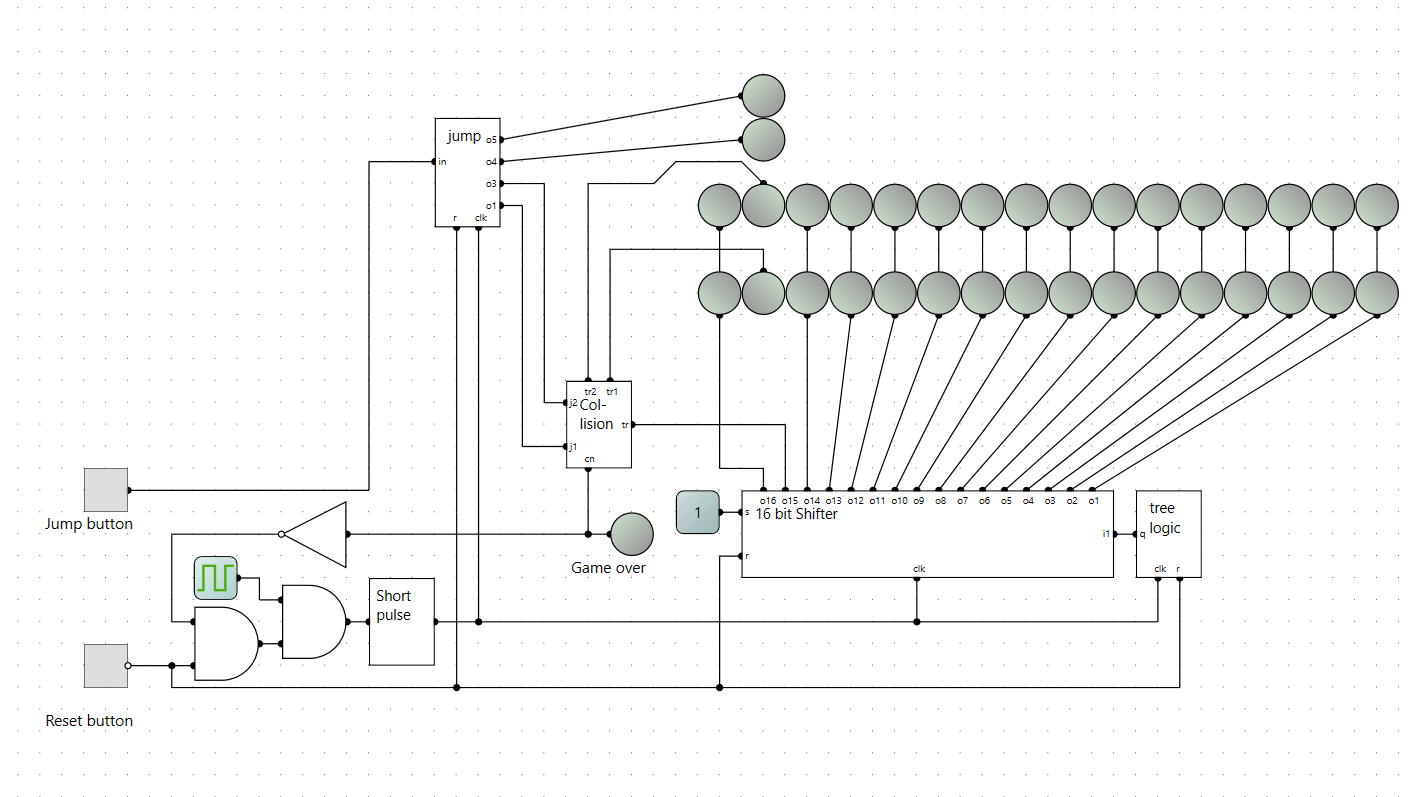 jump
o5
in
o4
o3
o1
r clk
tr2 tr1
j2 Col-
lision
tr
j1
cn
Jump button
1
o16 o15 o14 o13 o12 o11 o10 o9 o8 o7 o6 o5 o4 o3 o2 o1
s 16 bit Shifter
r
i1
clk
tree
logic
q
clk r
Game over
Short
pulse
Reset button